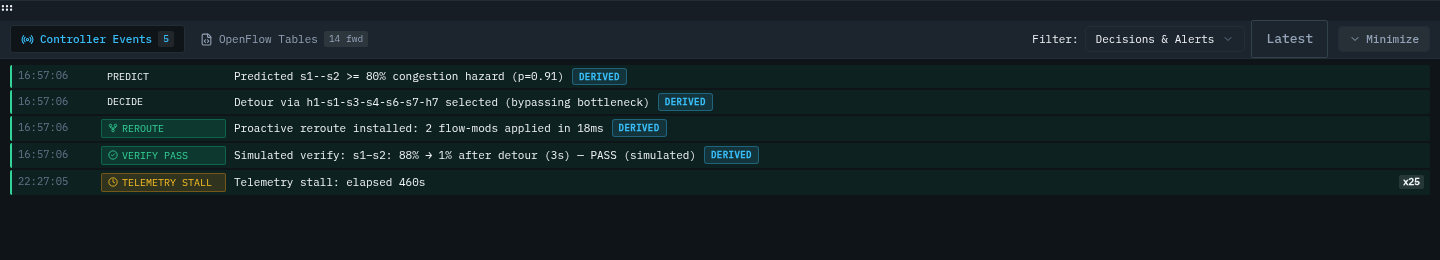 Controller Events 5 OpenFlow Tables 14 fwd Filter: Decisions & Alerts Latest Minimize
16:57:06 PREDICT Predicted s1--s2 >= 80% congestion hazard (p=0.91) DERIVED
16:57:06 DECIDE Detour via h1-s1-s3-s4-s6-s7-h7 selected (bypassing bottleneck) DERIVED
16:57:06 REROUTE Proactive reroute installed: 2 flow-mods applied in 18ms DERIVED
16:57:06 VERIFY PASS Simulated verify: s1–s2: 88% → 1% after detour (3s) — PASS (simulated) DERIVED
22:27:05 TELEMETRY STALL Telemetry stall: elapsed 460s x25